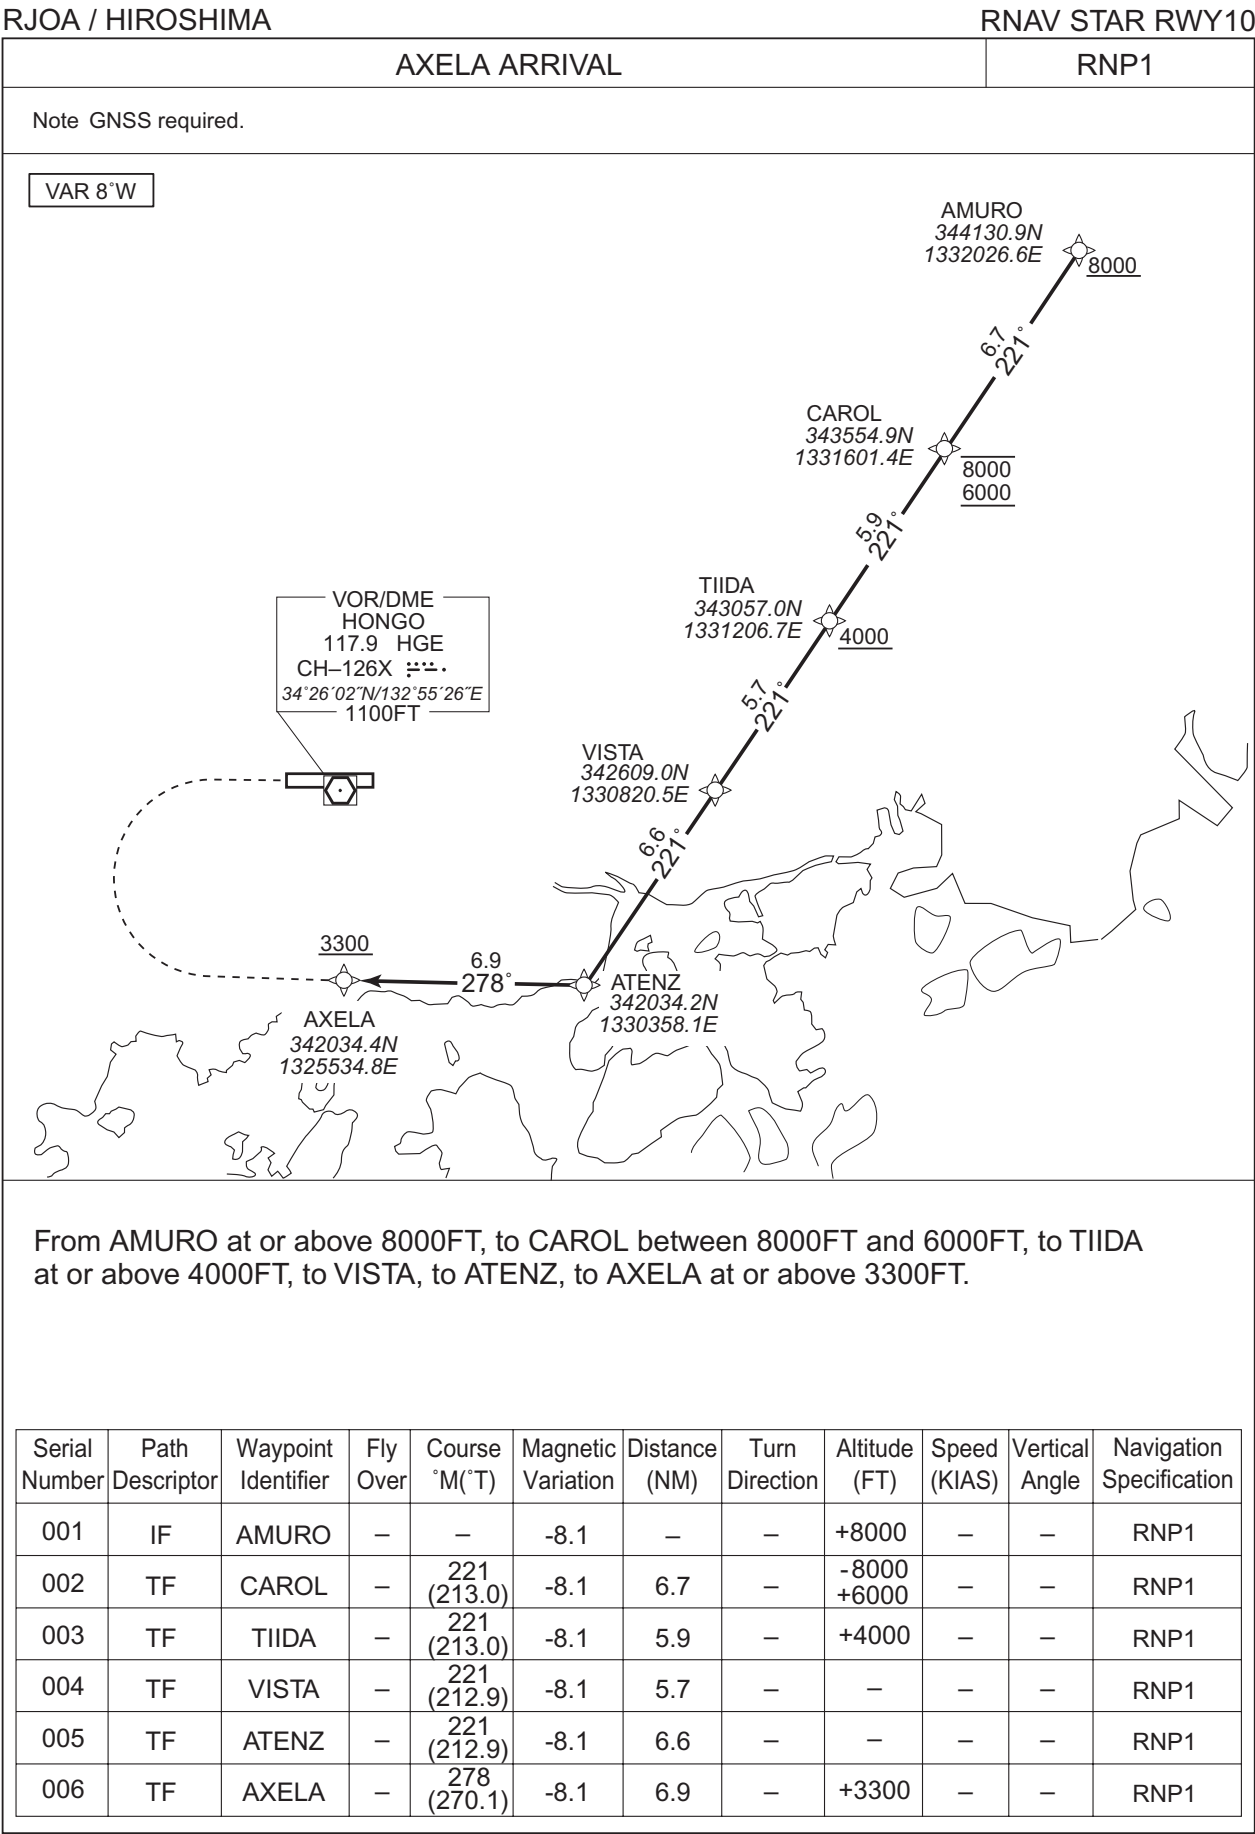 RJOA / HIROSHIMA
RNAV STAR RWY10
AXELA ARRIVAL
RNP1
Note GNSS required.
VAR 8°W
AMURO
344130.9N
1332026.6E
8000
6.7
221°
CAROL
343554.9N
1331601.4E
8000
6000
5.9
221°
TIIDA
343057.0N
1331206.7E
4000
5.7
221°
VOR/DME
HONGO
117.9 HGE
CH–126X
34°26´02˝N/132°55´26˝E
1100FT
VISTA
342609.0N
1330820.5E
6.6
221°
3300
6.9
278°
ATENZ
342034.2N
1330358.1E
AXELA
342034.4N
1325534.8E
From AMURO at or above 8000FT, to CAROL between 8000FT and 6000FT, to TIIDA
at or above 4000FT, to VISTA, to ATENZ, to AXELA at or above 3300FT.
Serial Number | Path Descriptor | Waypoint Identifier | Fly Over | Course °M(°T) | Magnetic Variation | Distance (NM) | Turn Direction | Altitude (FT) | Speed (KIAS) | Vertical Angle | Navigation Specification
001 IF AMURO – – -8.1 – – +8000 – – RNP1
002 TF CAROL – 221 (213.0) -8.1 6.7 – -8000 +6000 – – RNP1
003 TF TIIDA – 221 (213.0) -8.1 5.9 – +4000 – – RNP1
004 TF VISTA – 221 (212.9) -8.1 5.7 – – – – RNP1
005 TF ATENZ – 221 (212.9) -8.1 6.6 – – – – RNP1
006 TF AXELA – 278 (270.1) -8.1 6.9 – +3300 – – RNP1